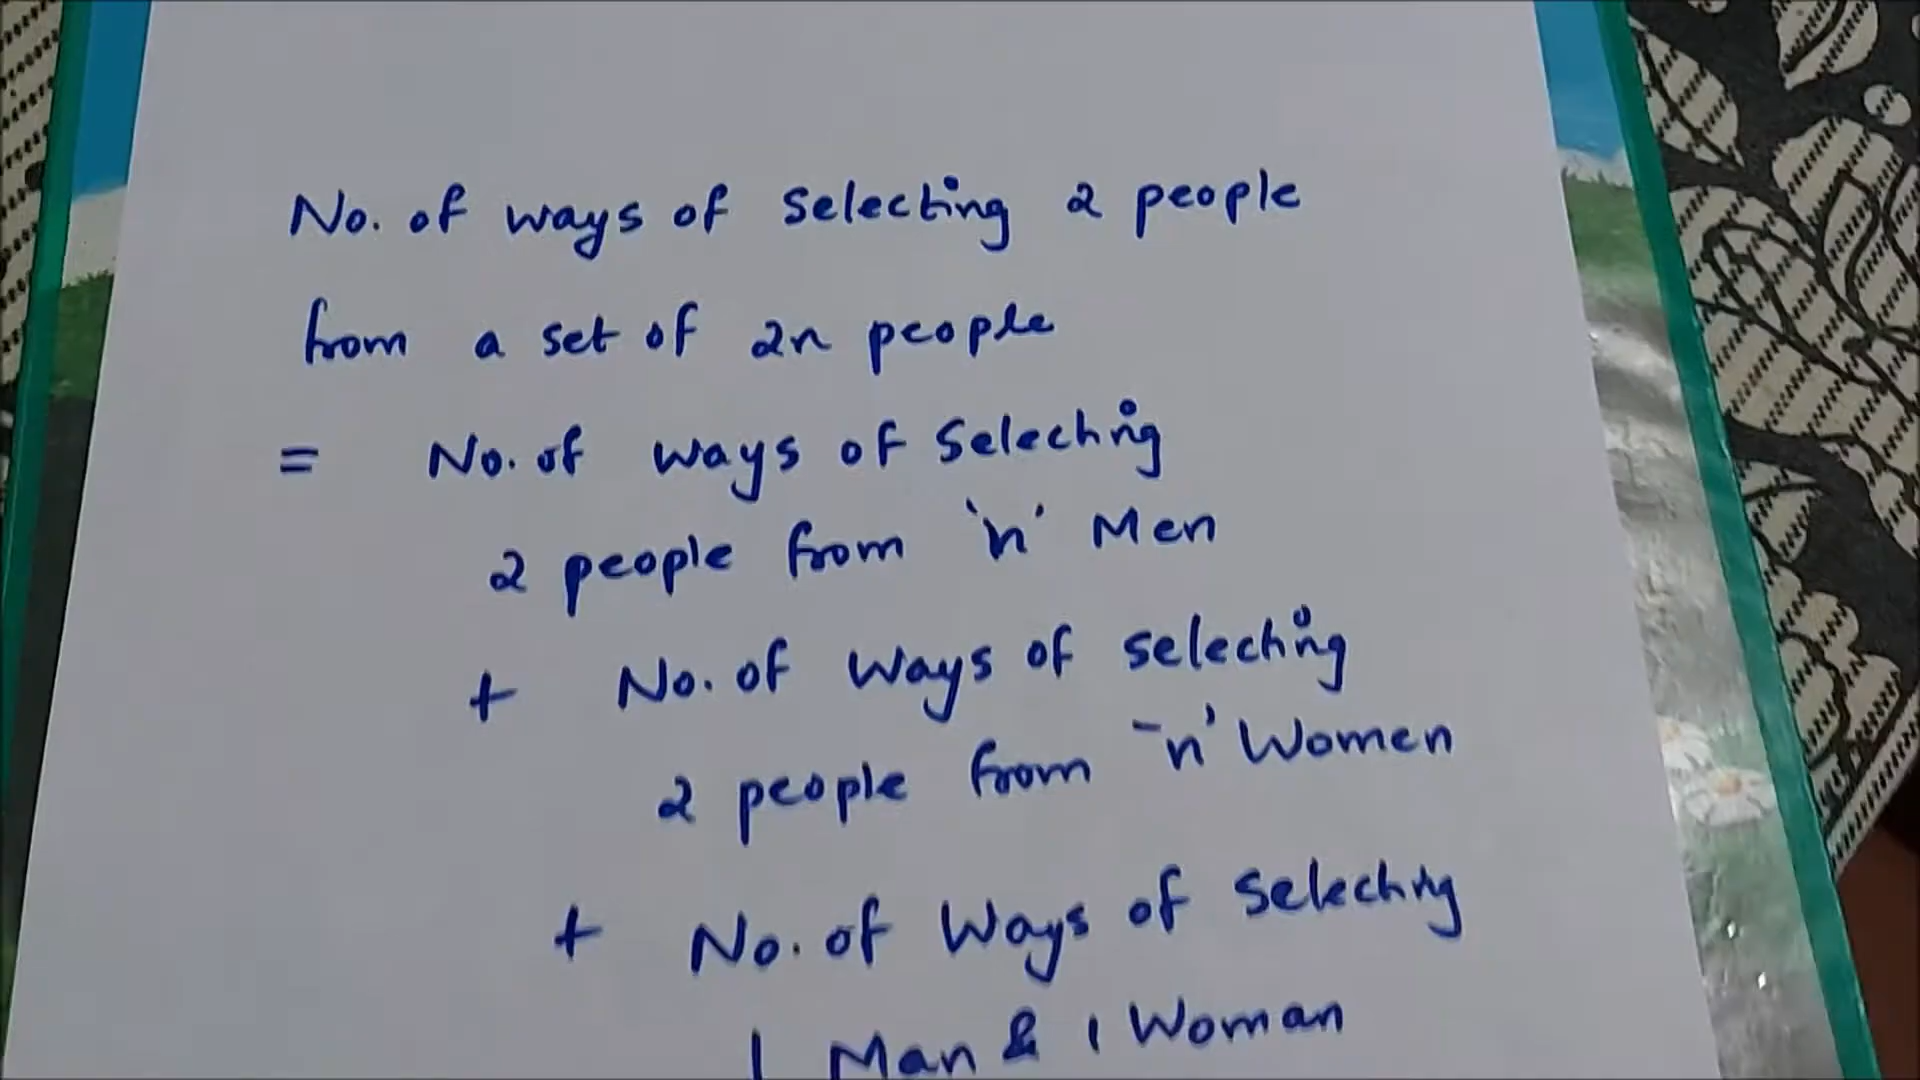 No. of ways of selecting 2 people
from a set of 2n people
= No. of ways of selecting
2 people from 'n' Men
+ No. of ways of selecting
2 people from 'n' Women
+ No. of Ways of selecting
1 Man & 1 Woman